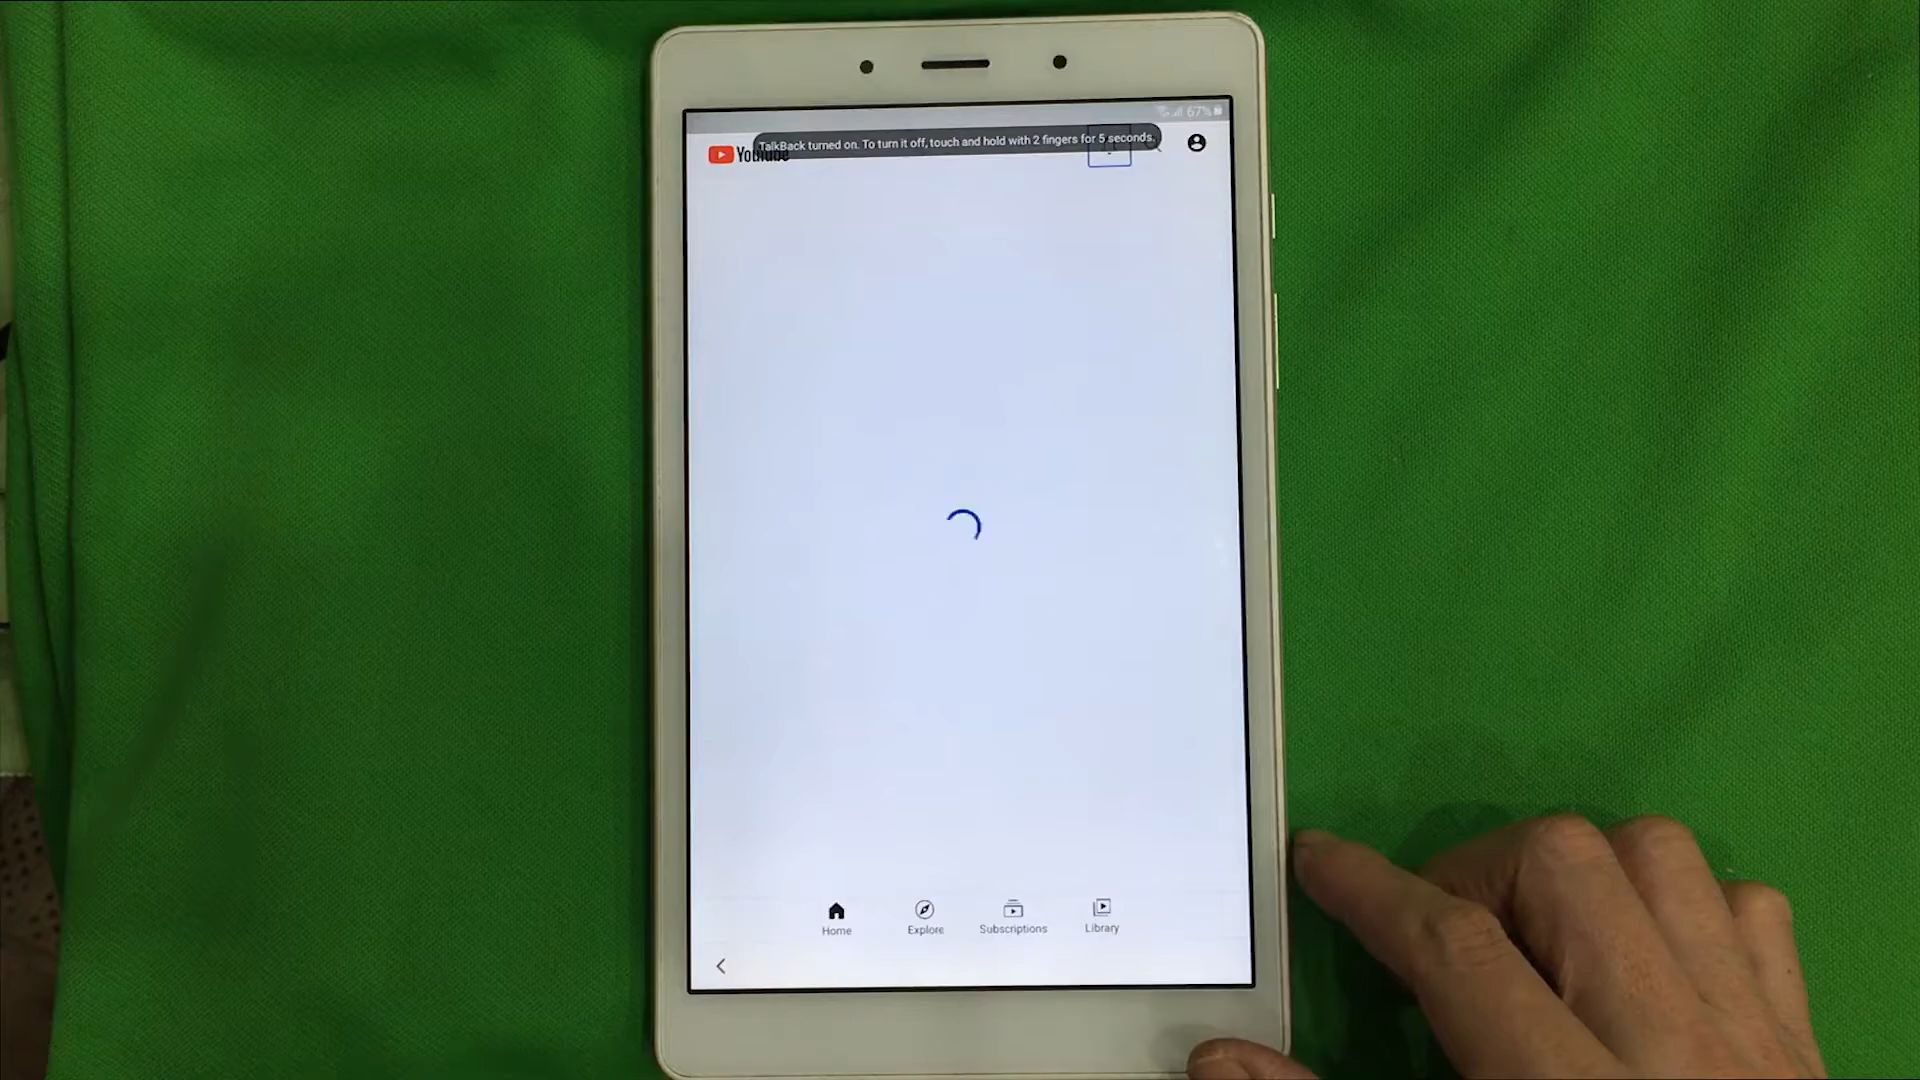 67%
TalkBack turned on. To turn it off, touch and hold with 2 fingers for 5 seconds.
YouTube
Home
Explore
Subscriptions
Library